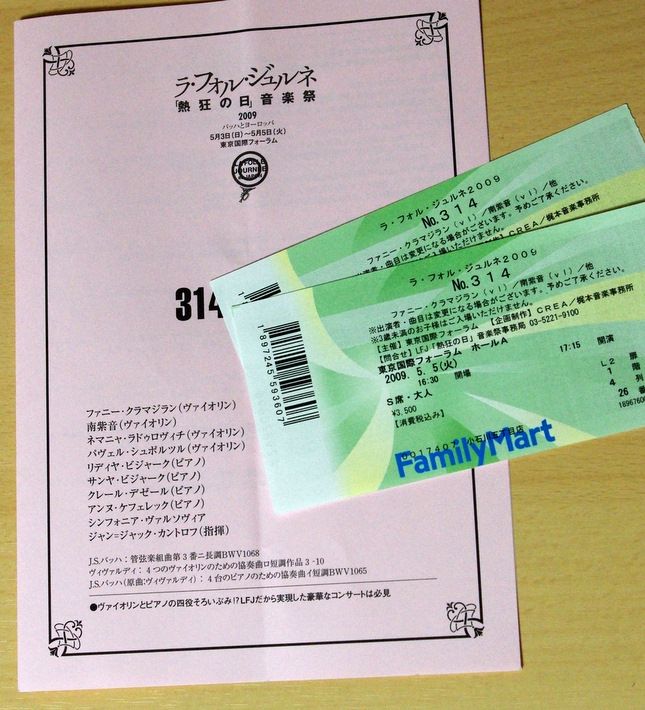 ラ・フォル・ジュルネ
「熱狂の日」音楽祭
2009
バッハとヨーロッパ
5月3日(日)~5月5日(火)
東京国際フォーラム
LA FOLLE
JOURNÉE
314
ファニー・クラマジラン(ヴァイオリン)
南紫音(ヴァイオリン)
ネマニャ・ラドゥロヴィチ(ヴァイオリン)
パヴェル・シュポルツル(ヴァイオリン)
リディヤ・ビジャーク(ピアノ)
サンヤ・ビジャーク(ピアノ)
クレール・デゼール(ピアノ)
アンヌ・ケフェレック(ピアノ)
シンフォニア・ヴァルソヴィア
ジャン=ジャック・カントロフ(指揮)
J.S.バッハ:管弦楽組曲第3番ニ長調BWV1068
ヴィヴァルディ:4つのヴァイオリンのための協奏曲ロ短調作品3-10
J.S.バッハ(原曲:ヴィヴァルディ):4台のピアノのための協奏曲イ短調BWV1065
●ヴァイオリンとピアノの四役そろいぶみ!?LFJだから実現した豪華なコンサートは必見
ラ・フォル・ジュルネ2009
No.314
ファニー・クラマジラン(vl)/南紫音(vl)/他
※出演者・曲目は変更になる場合がございます。予めご了承ください。
ご入場いただけません。
CREA/梶本音楽事務所
ラ・フォル・ジュルネ2009
No.314
ファニー・クラマジラン(vl)/南紫音(vl)/他
※出演者・曲目は変更になる場合がございます。予めご了承ください。
※3歳未満のお子様はご入場いただけません。
【主催】東京国際フォーラム 【企画制作】CREA/梶本音楽事務所
【問合せ】LFJ「熱狂の日」音楽祭事務局 03-5221-9100
東京国際フォーラム ホールA
2009. 5. 5(火) 17:15 開演
16:30 開場
S席・大人
¥3,500
【消費税込み】
L2 扉
1 階
4 列
26 番
1897245593607
FamilyMart